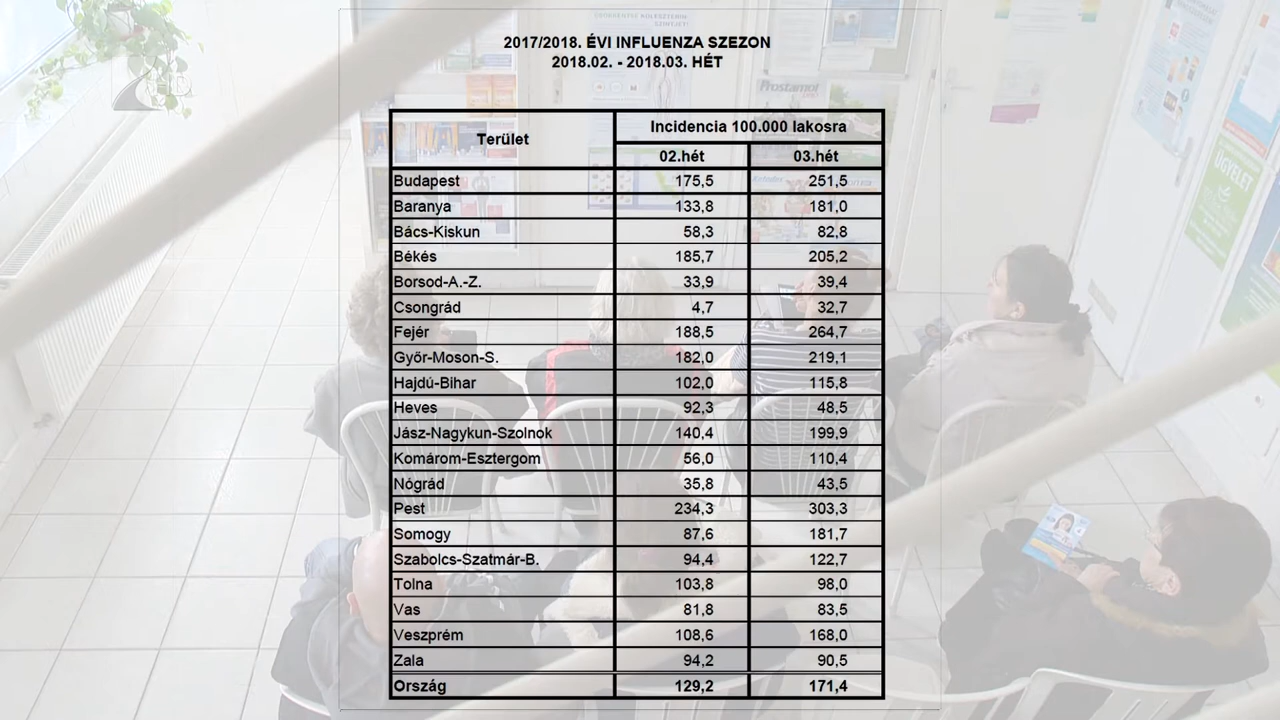 2017/2018. ÉVI INFLUENZA SZEZON
2018.02. - 2018.03. HÉT
Terület Incidencia 100.000 lakosra
02.hét 03.hét
Budapest 175,5 251,5
Baranya 133,8 181,0
Bács-Kiskun 58,3 82,8
Békés 185,7 205,2
Borsod-A.-Z. 33,9 39,4
Csongrád 4,7 32,7
Fejér 188,5 264,7
Győr-Moson-S. 182,0 219,1
Hajdú-Bihar 102,0 115,8
Heves 92,3 48,5
Jász-Nagykun-Szolnok 140,4 199,9
Komárom-Esztergom 56,0 110,4
Nógrád 35,8 43,5
Pest 234,3 303,3
Somogy 87,6 181,7
Szabolcs-Szatmár-B. 94,4 122,7
Tolna 103,8 98,0
Vas 81,8 83,5
Veszprém 108,6 168,0
Zala 94,2 90,5
Ország 129,2 171,4
Prostamol
ÜGYELET